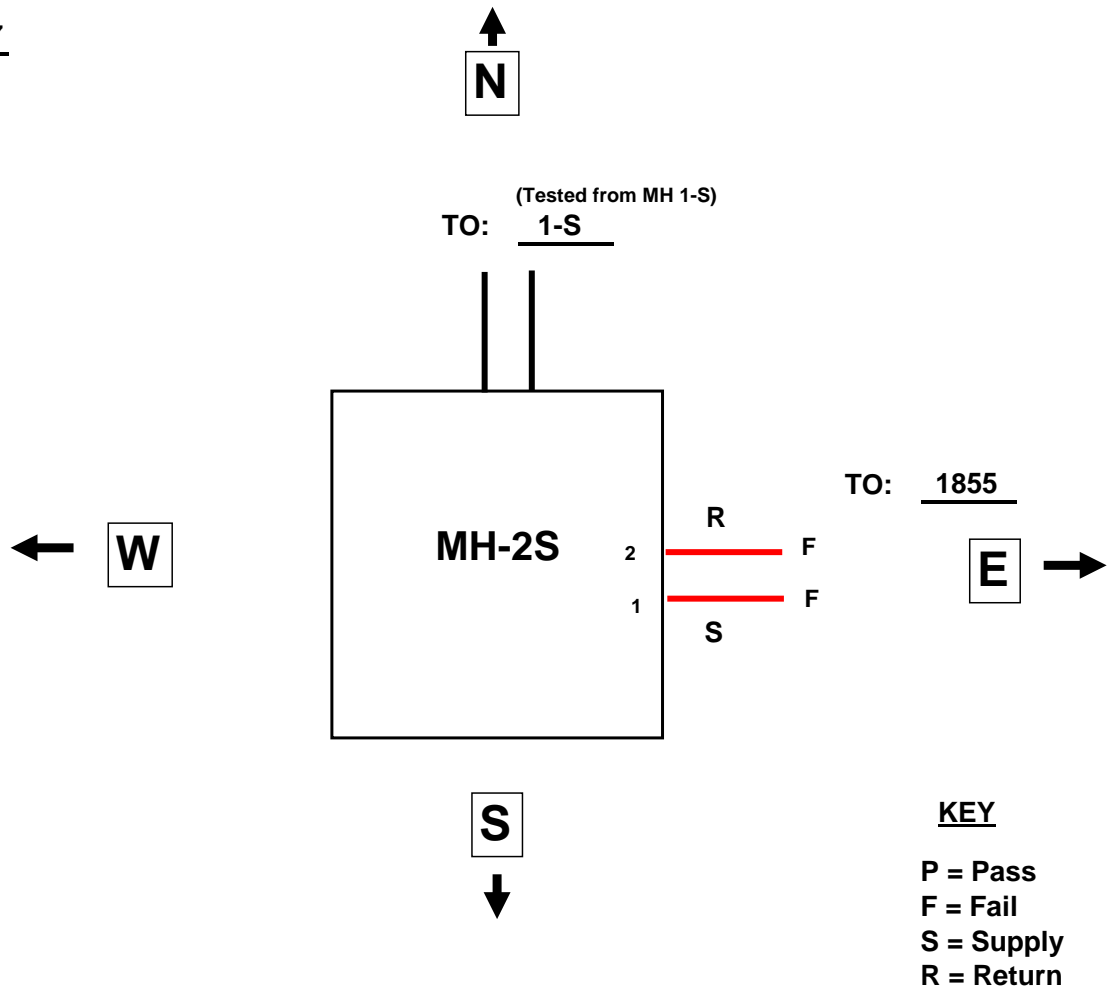 N
(Tested from MH 1-S)
TO: 1-S
TO: 1855
R
W
MH-2S
2
F
E
1
F
S
S
KEY
P = Pass
F = Fail
S = Supply
R = Return